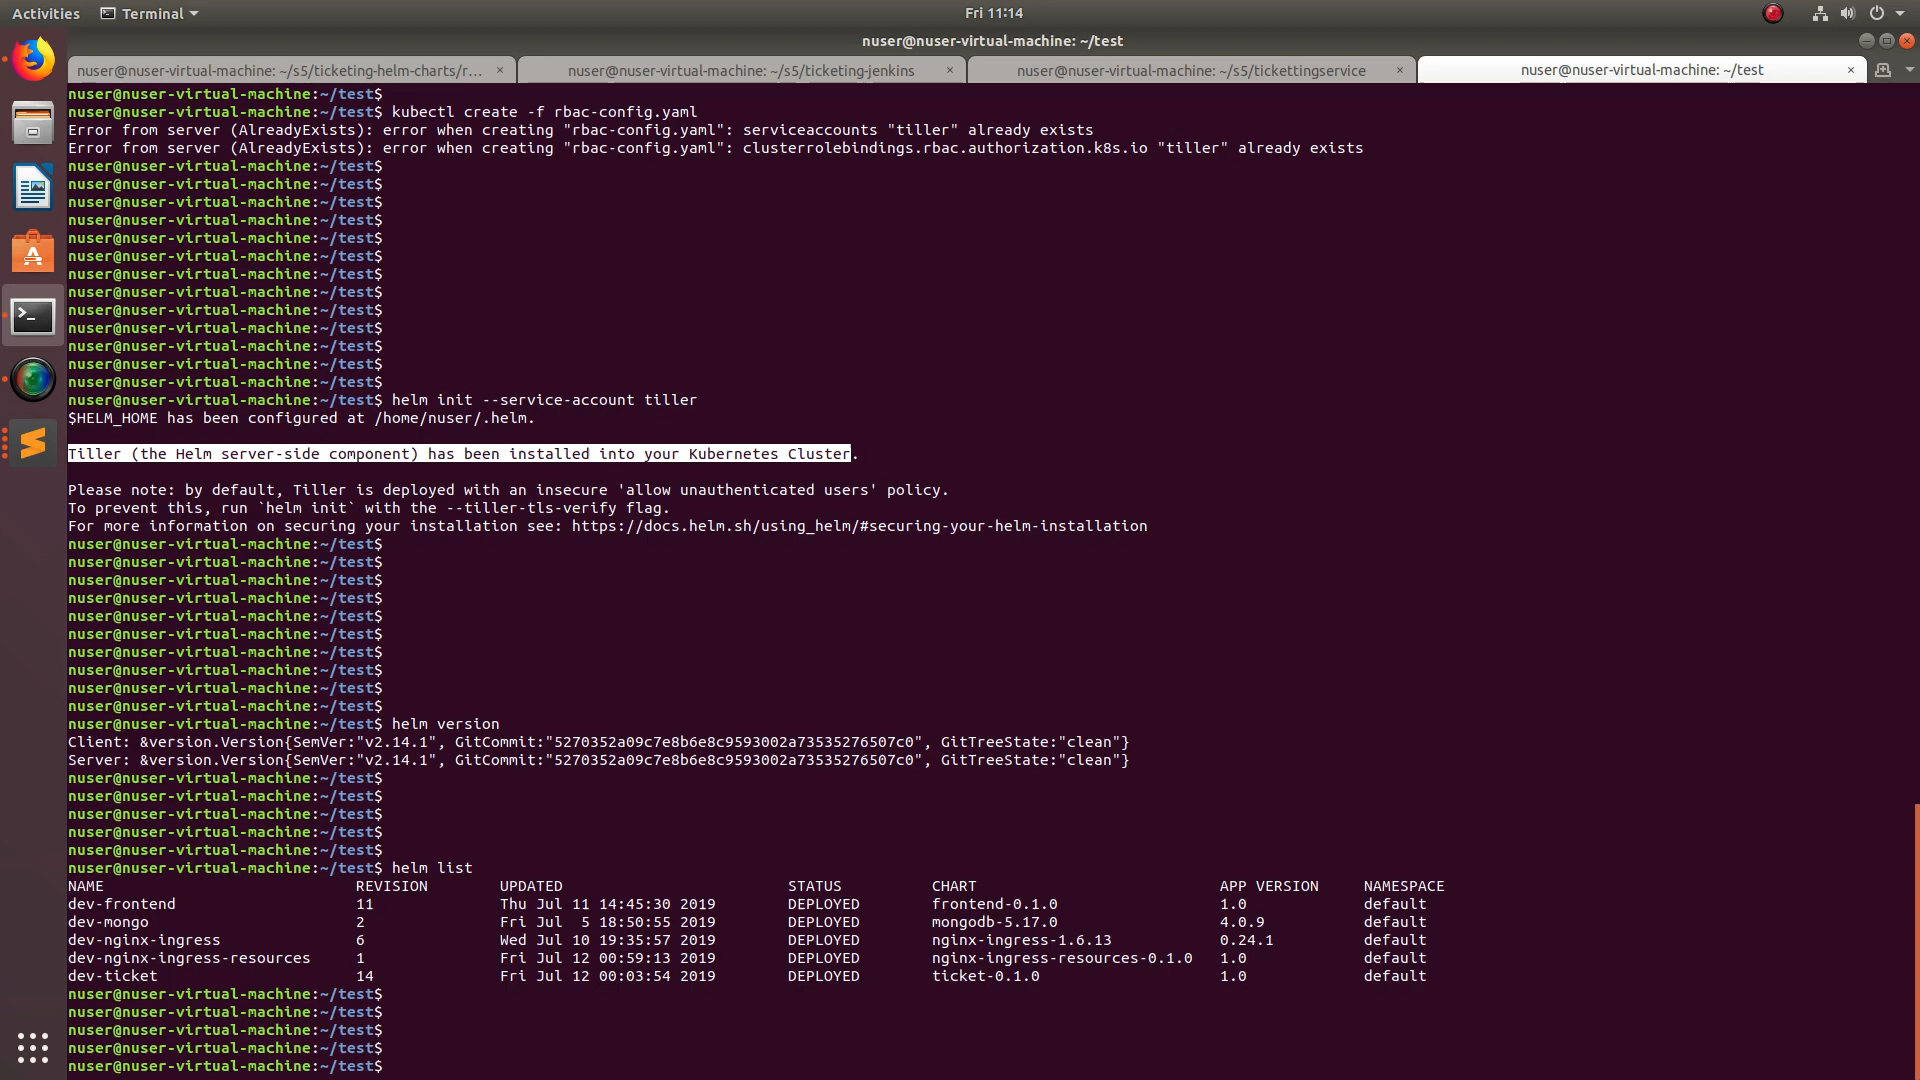 Activities
Terminal
Fri 11:14
nuser@nuser-virtual-machine: ~/test
nuser@nuser-virtual-machine: ~/s5/ticketing-helm-charts/r…
nuser@nuser-virtual-machine: ~/s5/ticketing-jenkins
nuser@nuser-virtual-machine: ~/s5/tickettingservice
nuser@nuser-virtual-machine: ~/test
nuser@nuser-virtual-machine:~/test$
nuser@nuser-virtual-machine:~/test$ kubectl create -f rbac-config.yaml
Error from server (AlreadyExists): error when creating "rbac-config.yaml": serviceaccounts "tiller" already exists
Error from server (AlreadyExists): error when creating "rbac-config.yaml": clusterrolebindings.rbac.authorization.k8s.io "tiller" already exists
nuser@nuser-virtual-machine:~/test$
nuser@nuser-virtual-machine:~/test$
nuser@nuser-virtual-machine:~/test$
nuser@nuser-virtual-machine:~/test$
nuser@nuser-virtual-machine:~/test$
nuser@nuser-virtual-machine:~/test$
nuser@nuser-virtual-machine:~/test$
nuser@nuser-virtual-machine:~/test$
nuser@nuser-virtual-machine:~/test$
nuser@nuser-virtual-machine:~/test$
nuser@nuser-virtual-machine:~/test$
nuser@nuser-virtual-machine:~/test$
nuser@nuser-virtual-machine:~/test$
nuser@nuser-virtual-machine:~/test$ helm init --service-account tiller
$HELM_HOME has been configured at /home/nuser/.helm.
Tiller (the Helm server-side component) has been installed into your Kubernetes Cluster.
Please note: by default, Tiller is deployed with an insecure 'allow unauthenticated users' policy.
To prevent this, run `helm init` with the --tiller-tls-verify flag.
For more information on securing your installation see: https://docs.helm.sh/using_helm/#securing-your-helm-installation
nuser@nuser-virtual-machine:~/test$
nuser@nuser-virtual-machine:~/test$
nuser@nuser-virtual-machine:~/test$
nuser@nuser-virtual-machine:~/test$
nuser@nuser-virtual-machine:~/test$
nuser@nuser-virtual-machine:~/test$
nuser@nuser-virtual-machine:~/test$
nuser@nuser-virtual-machine:~/test$
nuser@nuser-virtual-machine:~/test$
nuser@nuser-virtual-machine:~/test$
nuser@nuser-virtual-machine:~/test$ helm version
Client: &version.Version{SemVer:"v2.14.1", GitCommit:"5270352a09c7e8b6e8c9593002a73535276507c0", GitTreeState:"clean"}
Server: &version.Version{SemVer:"v2.14.1", GitCommit:"5270352a09c7e8b6e8c9593002a73535276507c0", GitTreeState:"clean"}
nuser@nuser-virtual-machine:~/test$
nuser@nuser-virtual-machine:~/test$
nuser@nuser-virtual-machine:~/test$
nuser@nuser-virtual-machine:~/test$
nuser@nuser-virtual-machine:~/test$
nuser@nuser-virtual-machine:~/test$ helm list
NAME REVISION UPDATED STATUS CHART APP VERSION NAMESPACE
dev-frontend 11 Thu Jul 11 14:45:30 2019 DEPLOYED frontend-0.1.0 1.0 default
dev-mongo 2 Fri Jul  5 18:50:55 2019 DEPLOYED mongodb-5.17.0 4.0.9 default
dev-nginx-ingress 6 Wed Jul 10 19:35:57 2019 DEPLOYED nginx-ingress-1.6.13 0.24.1 default
dev-nginx-ingress-resources 1 Fri Jul 12 00:59:13 2019 DEPLOYED nginx-ingress-resources-0.1.0 1.0 default
dev-ticket 14 Fri Jul 12 00:03:54 2019 DEPLOYED ticket-0.1.0 1.0 default
nuser@nuser-virtual-machine:~/test$
nuser@nuser-virtual-machine:~/test$
nuser@nuser-virtual-machine:~/test$
nuser@nuser-virtual-machine:~/test$
nuser@nuser-virtual-machine:~/test$